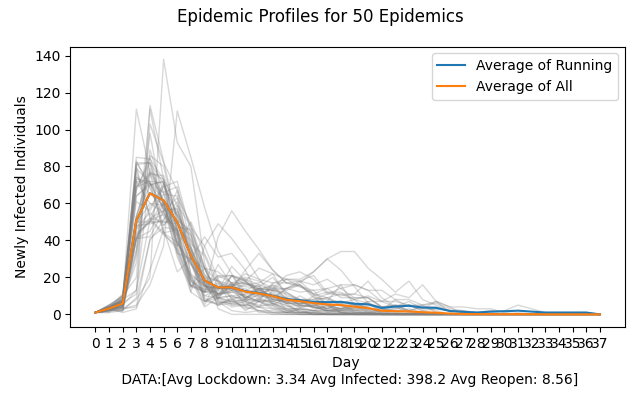 Epidemic Profiles for 50 Epidemics
Average of Running
Average of All
Newly Infected Individuals
140
120
100
80
60
40
20
0
0 1 2 3 4 5 6 7 8 9 10 11 12 13 14 15 16 17 18 19 20 21 22 23 24 25 26 27 28 29 30 31 32 33 34 35 36 37
Day
DATA:[Avg Lockdown: 3.34 Avg Infected: 398.2 Avg Reopen: 8.56]